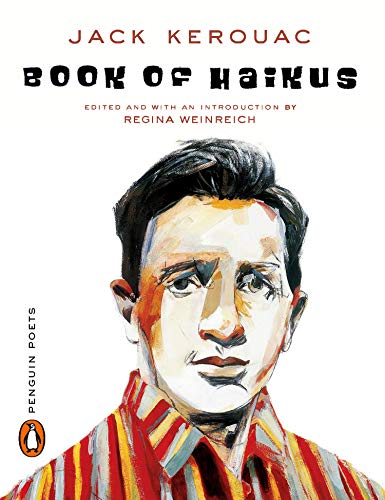 JACK KEROUAC
BOOK OF HAIKUS
EDITED AND WITH AN INTRODUCTION BY
REGINA WEINREICH
PENGUIN POETS